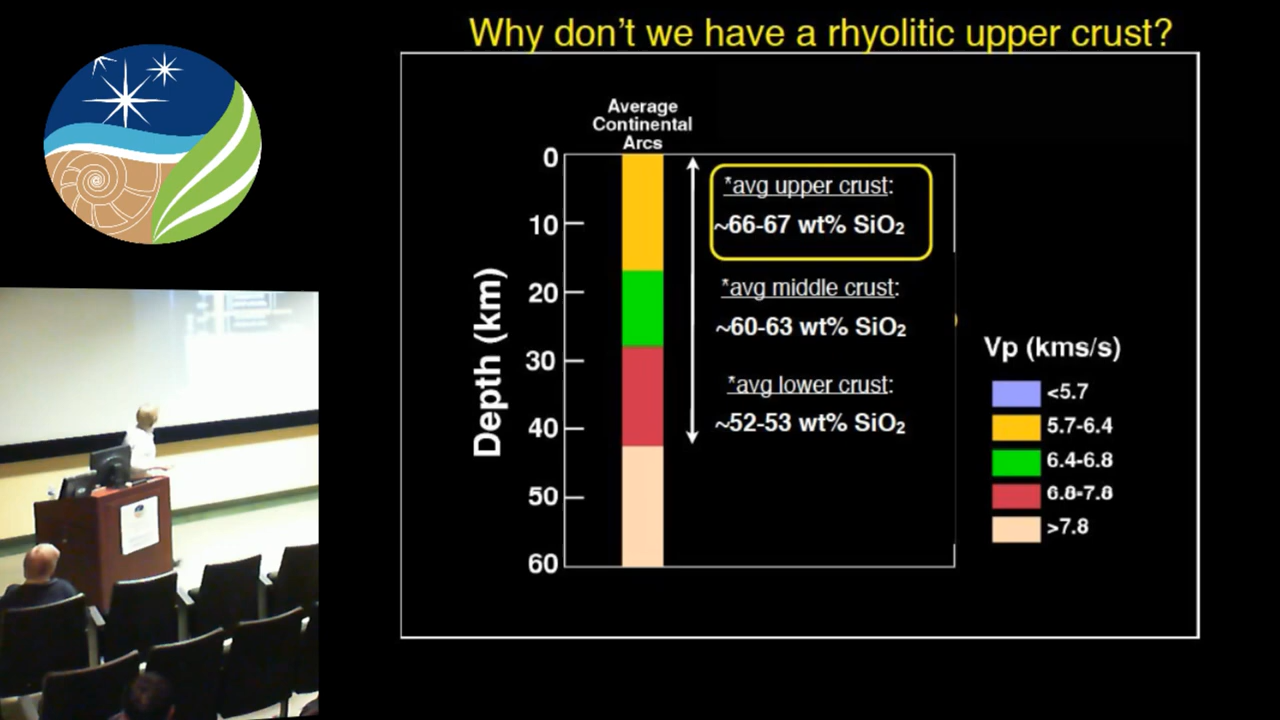 Why don't we have a rhyolitic upper crust?
Average
Continental
Arcs
0
10
20
30
40
50
60
Depth (km)
*avg upper crust:
~66-67 wt% SiO₂
*avg middle crust:
~60-63 wt% SiO₂
*avg lower crust:
~52-53 wt% SiO₂
Vp (kms/s)
<5.7
5.7-6.4
6.4-6.8
6.8-7.8
>7.8